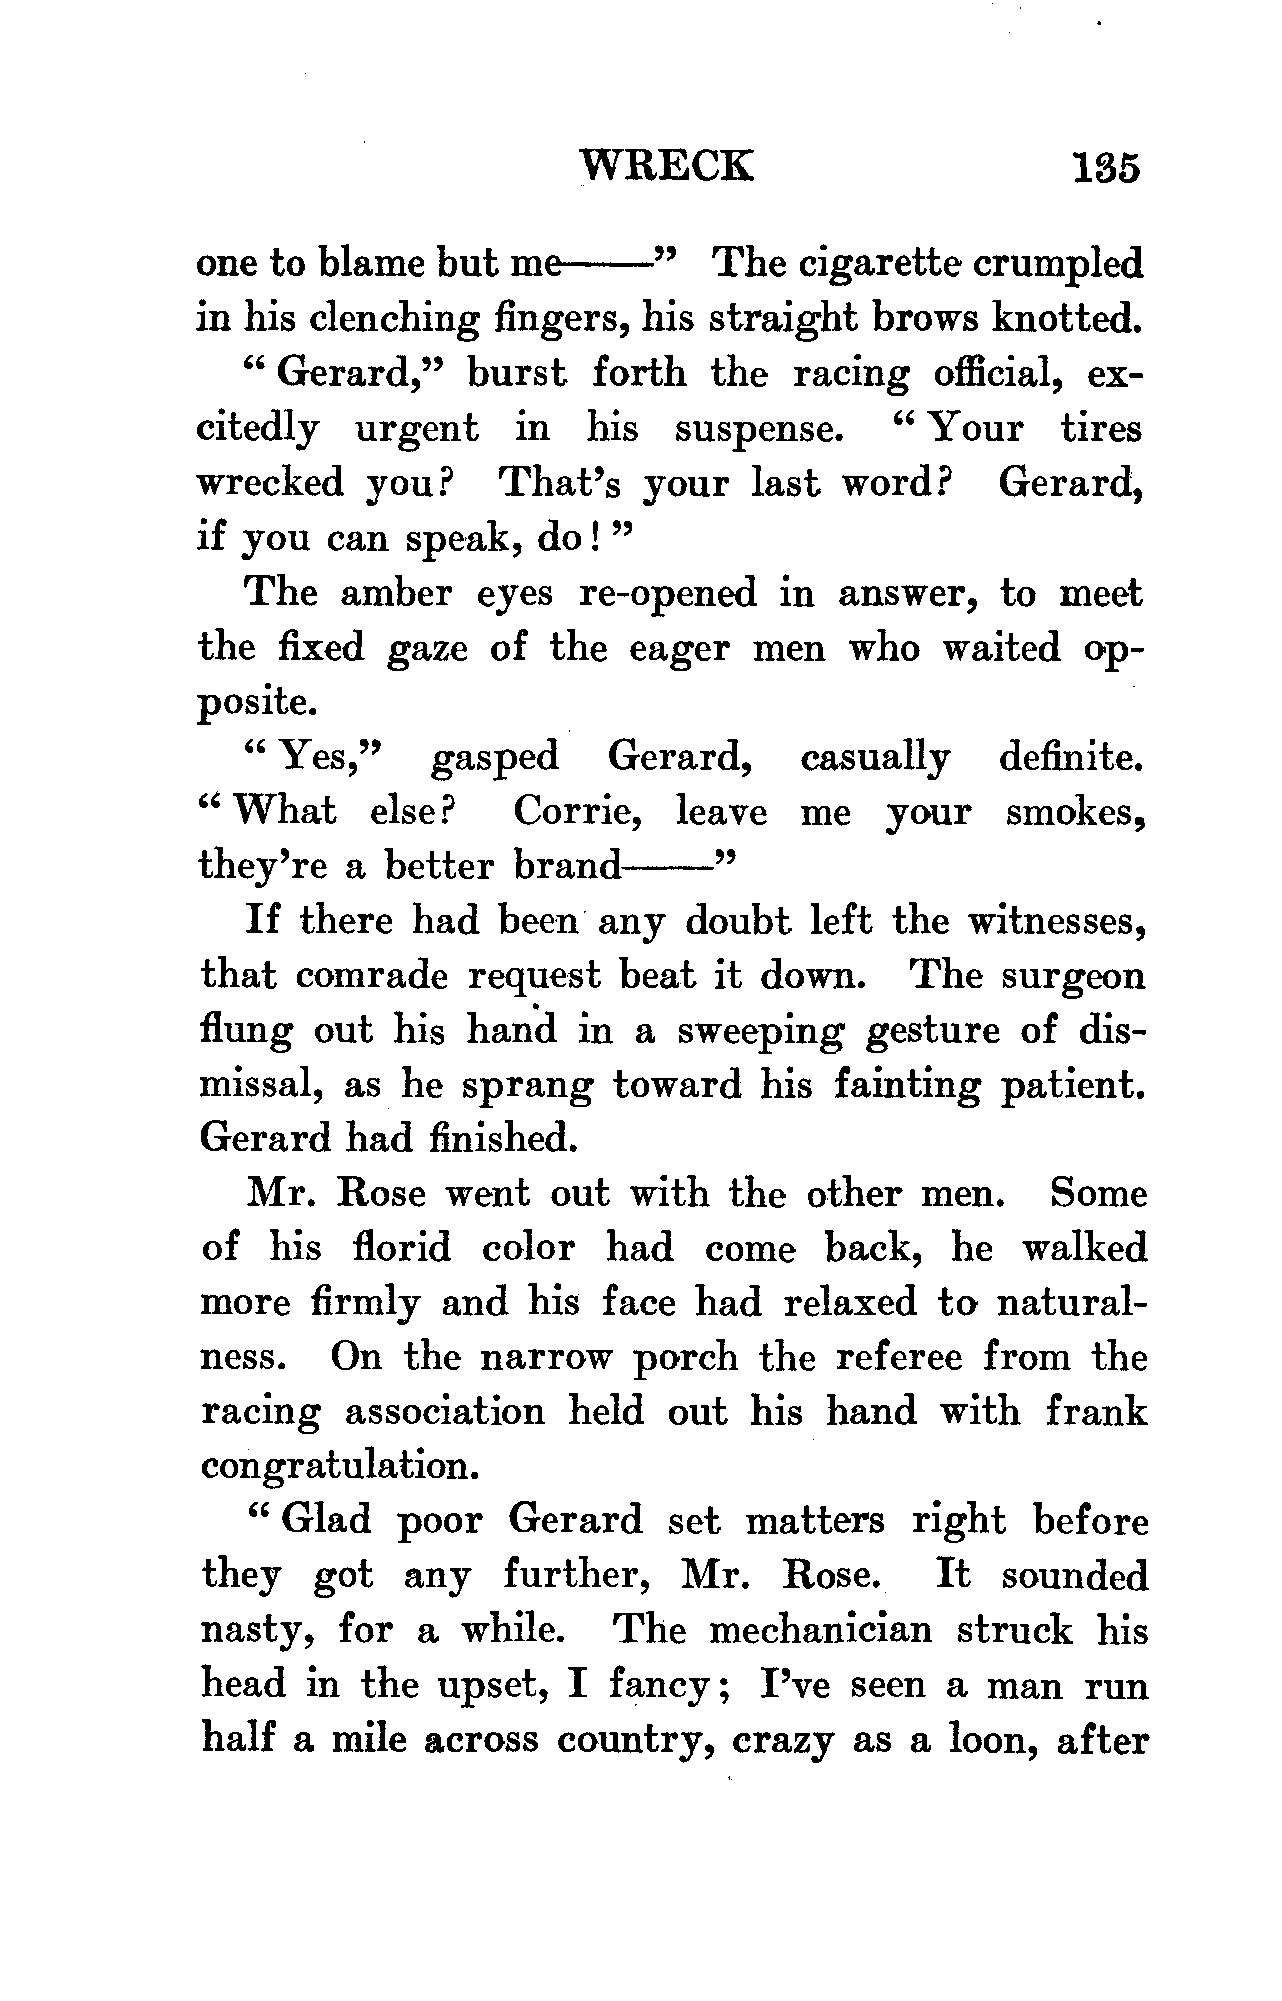 WRECK 135
one to blame but me——" The cigarette crumpled
in his clenching fingers, his straight brows knotted.
" Gerard," burst forth the racing official, ex-
citedly urgent in his suspense. " Your tires
wrecked you? That's your last word? Gerard,
if you can speak, do! "
The amber eyes re-opened in answer, to meet
the fixed gaze of the eager men who waited op-
posite.
" Yes," gasped Gerard, casually definite.
" What else? Corrie, leave me your smokes,
they're a better brand——"
If there had been any doubt left the witnesses,
that comrade request beat it down. The surgeon
flung out his hand in a sweeping gesture of dis-
missal, as he sprang toward his fainting patient.
Gerard had finished.
Mr. Rose went out with the other men. Some
of his florid color had come back, he walked
more firmly and his face had relaxed to natural-
ness. On the narrow porch the referee from the
racing association held out his hand with frank
congratulation.
" Glad poor Gerard set matters right before
they got any further, Mr. Rose. It sounded
nasty, for a while. The mechanician struck his
head in the upset, I fancy; I've seen a man run
half a mile across country, crazy as a loon, after